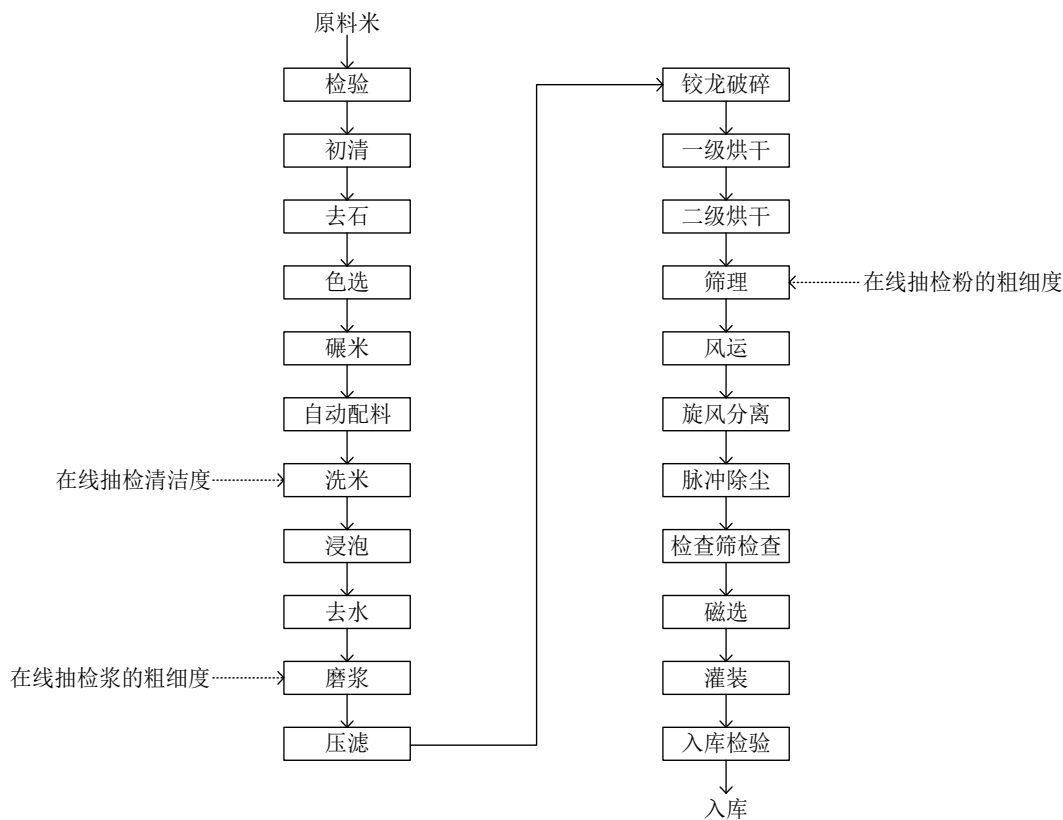 原料米
检验
初清
去石
色选
碾米
自动配料
在线抽检清洁度
洗米
浸泡
去水
在线抽检浆的粗细度
磨浆
压滤
铰龙破碎
一级烘干
二级烘干
筛理
在线抽检粉的粗细度
风运
旋风分离
脉冲除尘
检查筛检查
磁选
灌装
入库检验
入库